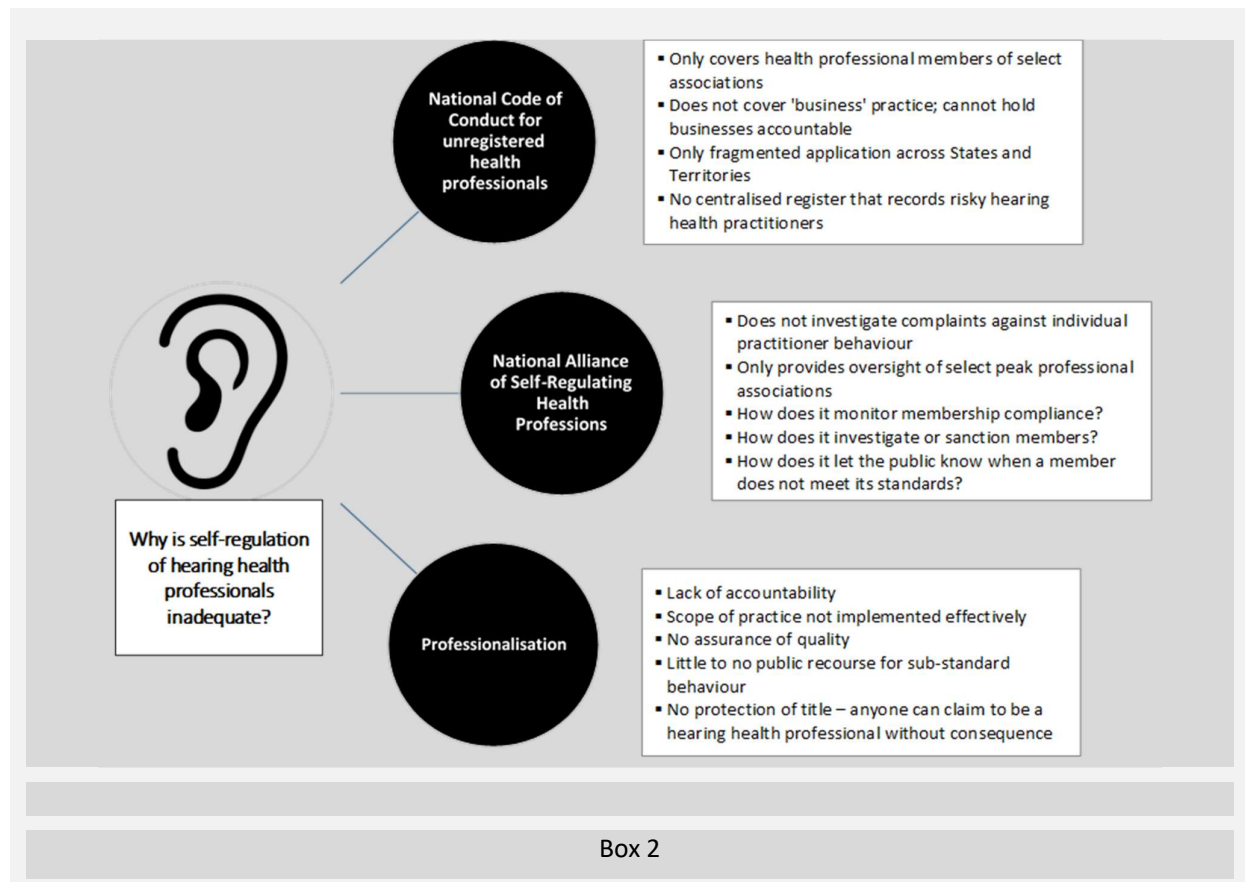 National Code of
Conduct for
unregistered
health
professionals
▪ Only covers health professional members of select
associations
▪ Does not cover 'business' practice; cannot hold
businesses accountable
▪ Only fragmented application across States and
Territories
▪ No centralised register that records risky hearing
health practitioners
National Alliance
of Self-Regulating
Health
Professions
▪ Does not investigate complaints against individual
practitioner behaviour
▪ Only provides oversight of select peak professional
associations
▪ How does it monitor membership compliance?
▪ How does it investigate or sanction members?
▪ How does it let the public know when a member
does not meet its standards?
Why is self-regulation
of hearing health
professionals
inadequate?
Professionalisation
▪ Lack of accountability
▪ Scope of practice not implemented effectively
▪ No assurance of quality
▪ Little to no public recourse for sub-standard
behaviour
▪ No protection of title – anyone can claim to be a
hearing health professional without consequence
Box 2